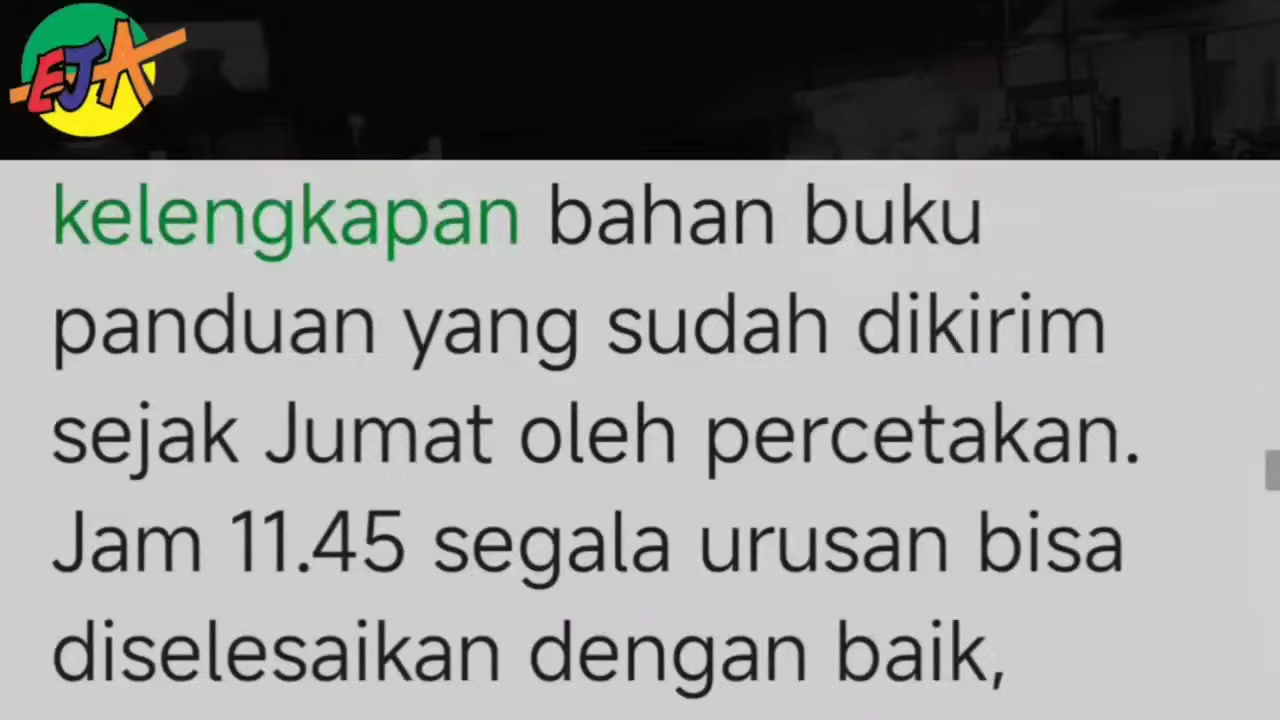 EJA
kelengkapan bahan buku
panduan yang sudah dikirim
sejak Jumat oleh percetakan.
Jam 11.45 segala urusan bisa
diselesaikan dengan baik,